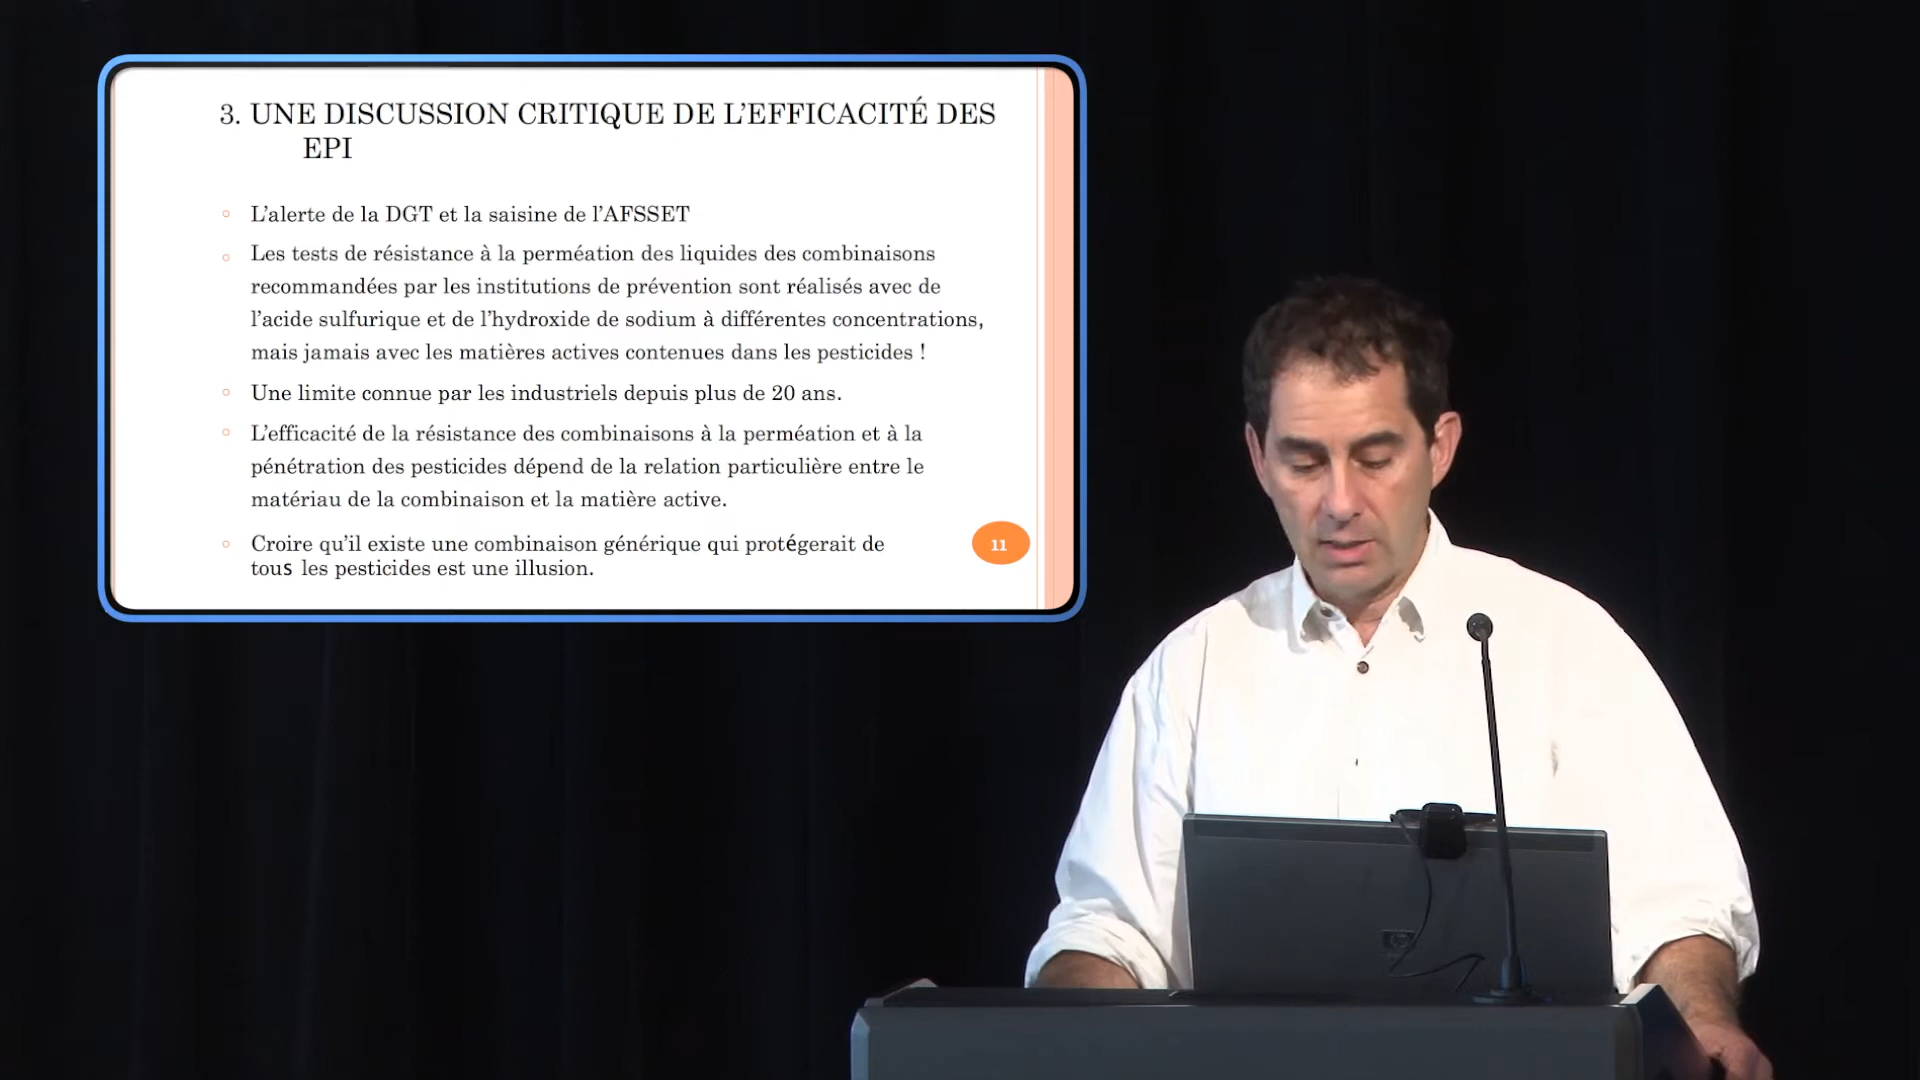 3. UNE DISCUSSION CRITIQUE DE L’EFFICACITÉ DES
EPI
L’alerte de la DGT et la saisine de l’AFSSET
Les tests de résistance à la perméation des liquides des combinaisons
recommandées par les institutions de prévention sont réalisés avec de
l’acide sulfurique et de l’hydroxide de sodium à différentes concentrations,
mais jamais avec les matières actives contenues dans les pesticides !
Une limite connue par les industriels depuis plus de 20 ans.
L’efficacité de la résistance des combinaisons à la perméation et à la
pénétration des pesticides dépend de la relation particulière entre le
matériau de la combinaison et la matière active.
Croire qu’il existe une combinaison générique qui protégerait de
tous les pesticides est une illusion.
11
hp